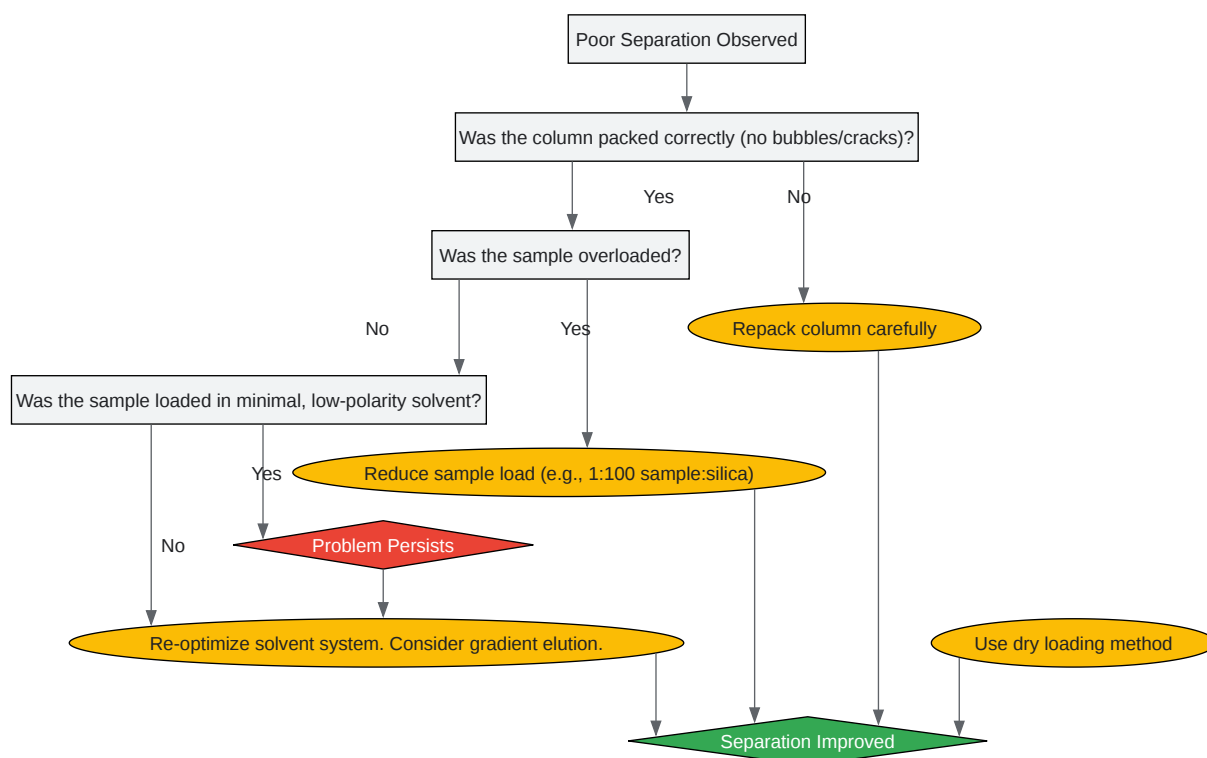 Poor Separation Observed
Was the column packed correctly (no bubbles/cracks)?
Yes
No
Was the sample overloaded?
No
Yes
Repack column carefully
Was the sample loaded in minimal, low-polarity solvent?
Yes
Reduce sample load (e.g., 1:100 sample:silica)
No
Problem Persists
Re-optimize solvent system. Consider gradient elution.
Use dry loading method
Separation Improved